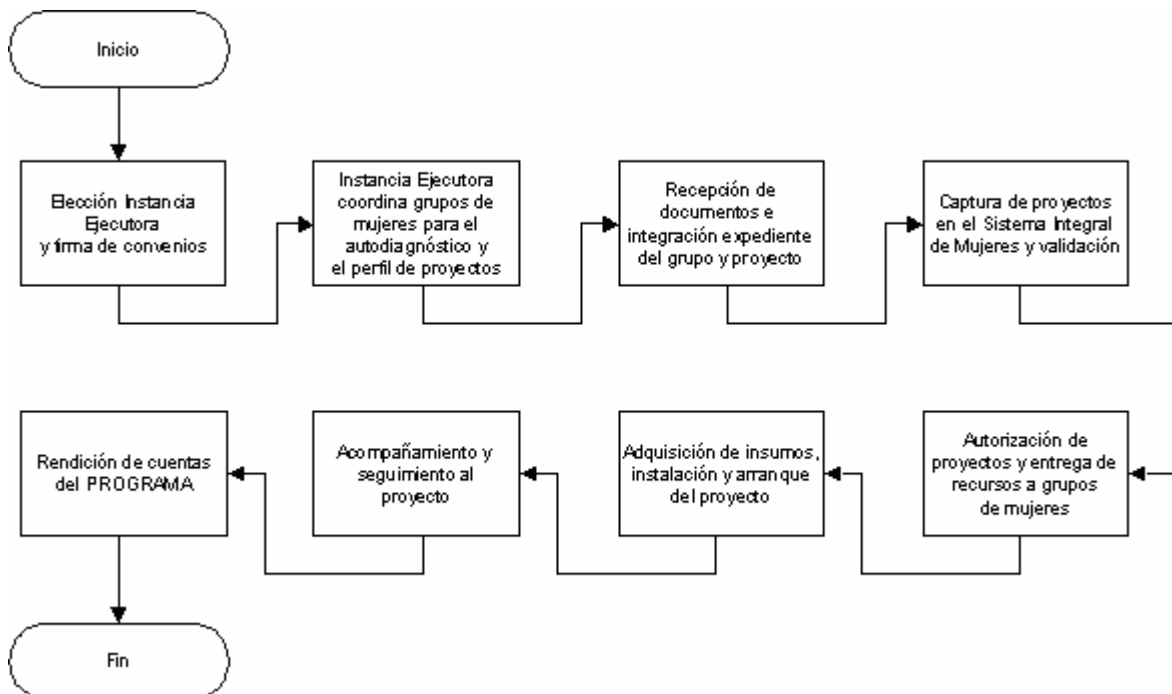 Inicio
Elección Instancia
Ejecutora
y firma de convenios
Instancia Ejecutora
coordina grupos de
mujeres para el
autodiagnóstico y
el perfil de proyectos
Recepción de
documentos e
integración expediente
del grupo y proyecto
Captura de proyectos
en el Sistema Integral
de Mujeres y validación
Autorización de
proyectos y entrega de
recursos a grupos
de mujeres
Adquisición de insumos,
instalación y arranque
del proyecto
Acompañamiento y
seguimiento al
proyecto
Rendición de cuentas
del PROGRAMA
Fin